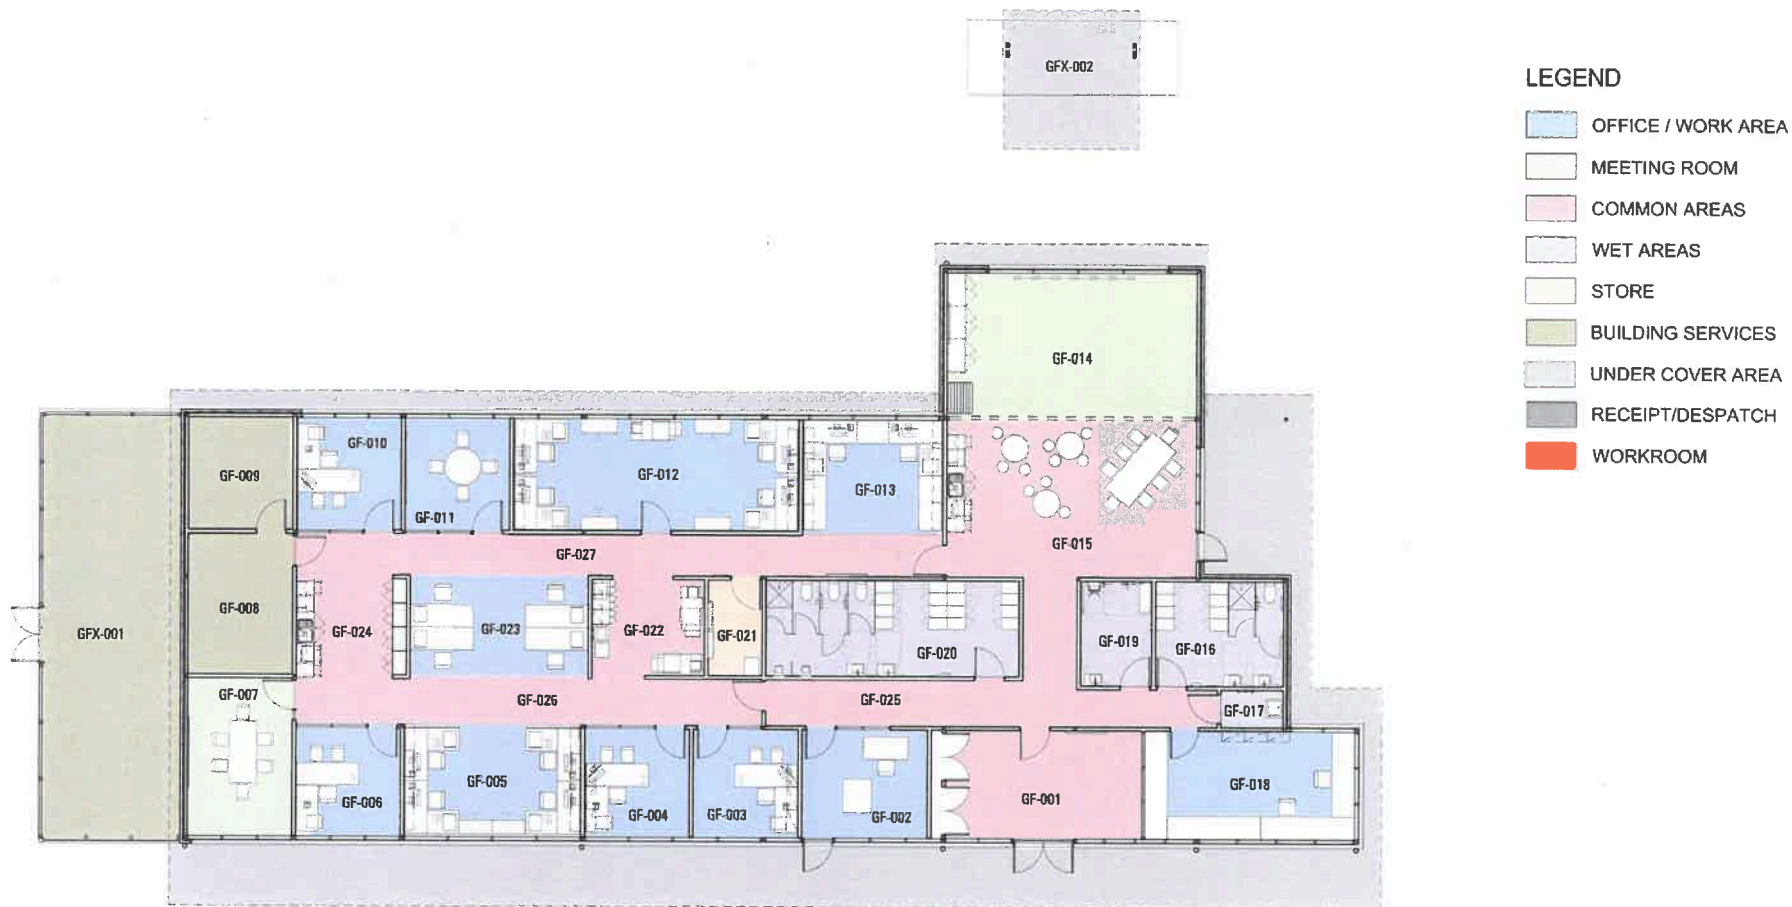 GFX-002
LEGEND
OFFICE / WORK AREA
MEETING ROOM
COMMON AREAS
WET AREAS
STORE
BUILDING SERVICES
UNDER COVER AREA
RECEIPT/DESPATCH
WORKROOM
GF-014
GF-010
GF-009
GF-011
GF-012
GF-013
GF-027
GF-015
GF-008
GFX-001
GF-024
GF-023
GF-022
GF-021
GF-020
GF-019
GF-016
GF-007
GF-026
GF-025
GF-017
GF-006
GF-005
GF-004
GF-003
GF-002
GF-001
GF-018